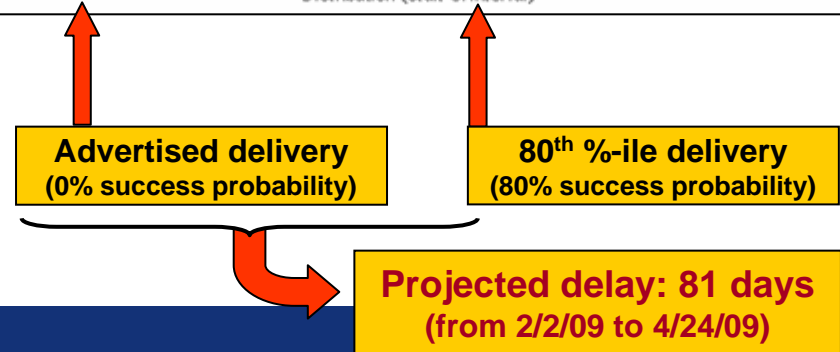 Advertised delivery
(0% success probability)
80th %-ile delivery
(80% success probability)
Projected delay: 81 days
(from 2/2/09 to 4/24/09)